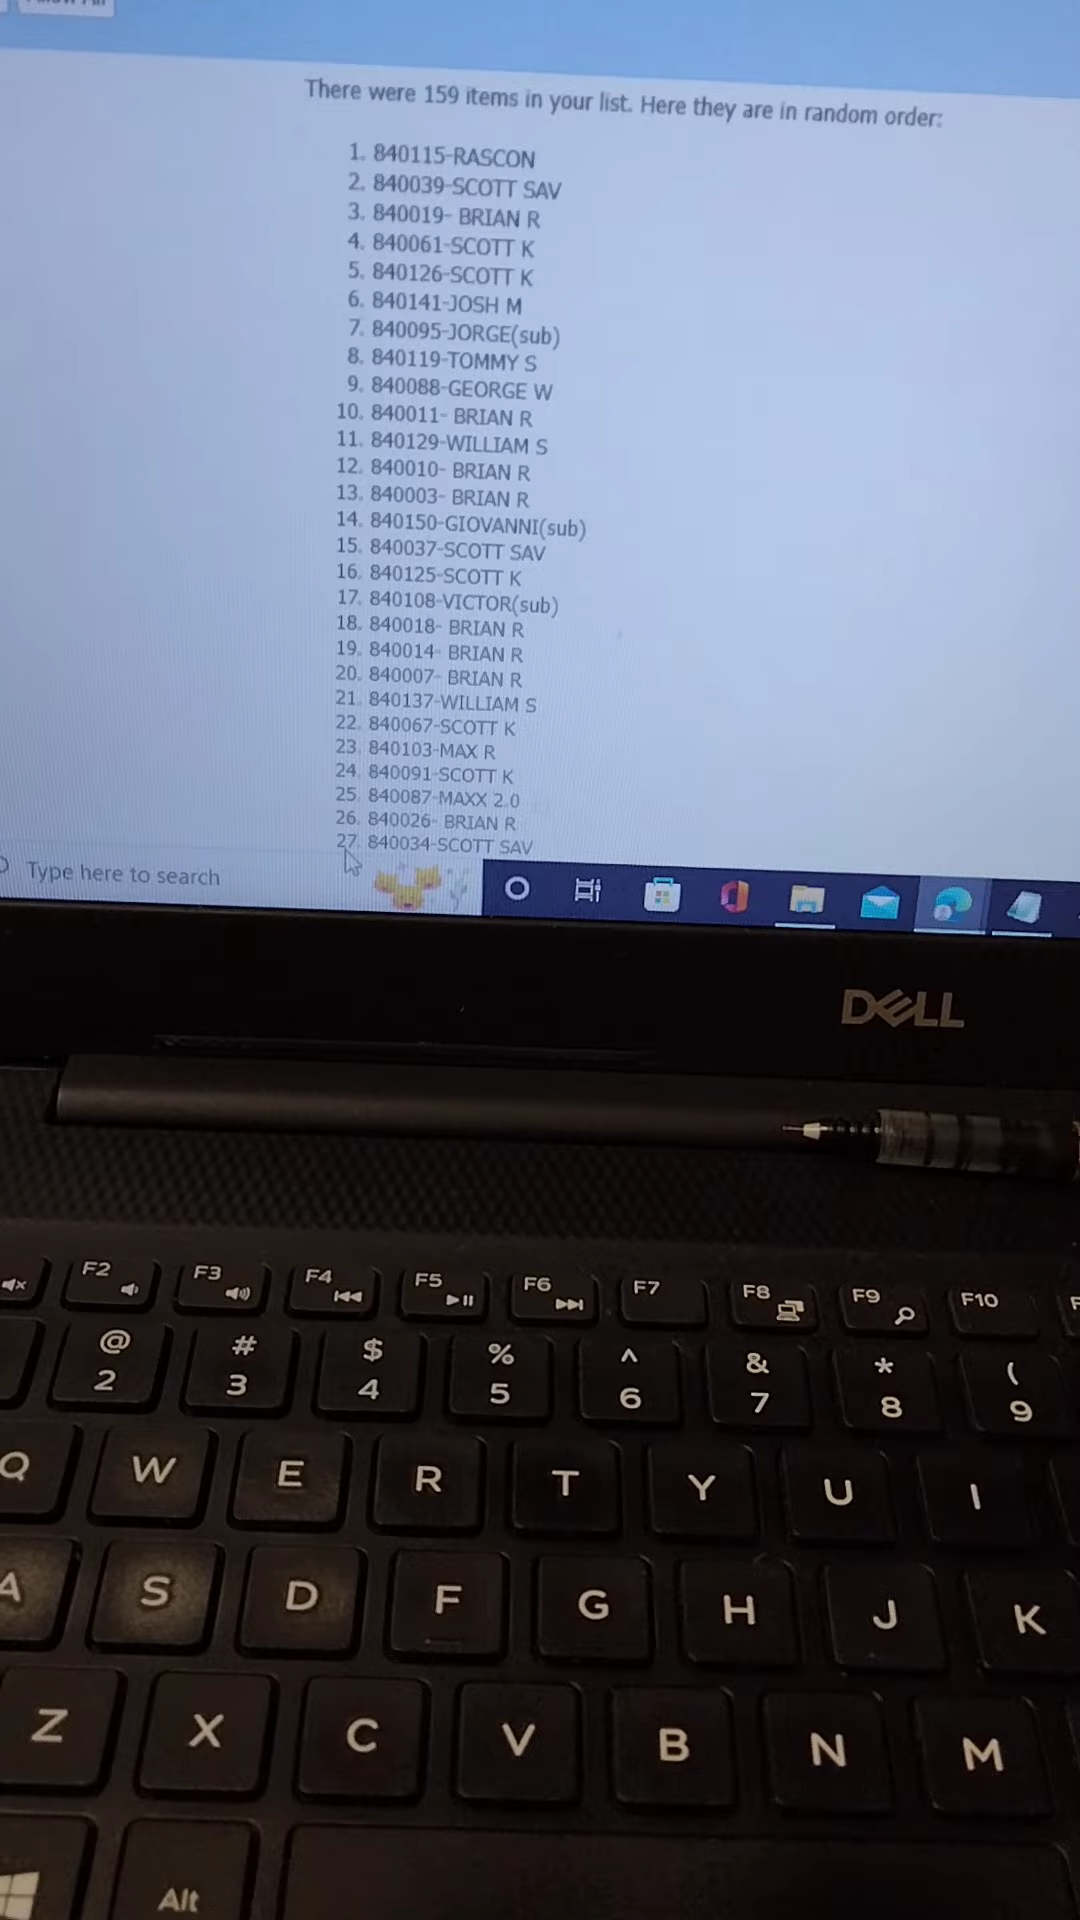 There were 159 items in your list. Here they are in random order:
1. 840115-RASCON
2. 840039-SCOTT SAV
3. 840019- BRIAN R
4. 840061-SCOTT K
5. 840126-SCOTT K
6. 840141-JOSH M
7. 840095-JORGE(sub)
8. 840119-TOMMY S
9. 840088-GEORGE W
10. 840011- BRIAN R
11. 840129-WILLIAM S
12. 840010- BRIAN R
13. 840003- BRIAN R
14. 840150-GIOVANNI(sub)
15. 840037-SCOTT SAV
16. 840125-SCOTT K
17. 840108-VICTOR(sub)
18. 840018- BRIAN R
19. 840014- BRIAN R
20. 840007- BRIAN R
21. 840137-WILLIAM S
22. 840067-SCOTT K
23. 840103-MAX R
24. 840091-SCOTT K
25. 840087-MAXX 2.0
26. 840026- BRIAN R
27. 840034-SCOTT SAV
Type here to search
DELL
F2 F3 F4 F5 F6 F7 F8 F9 F10
@ # $ % ^ & * (
2 3 4 5 6 7 8 9
Q W E R T Y U I
A S D F G H J K
Z X C V B N M
Alt